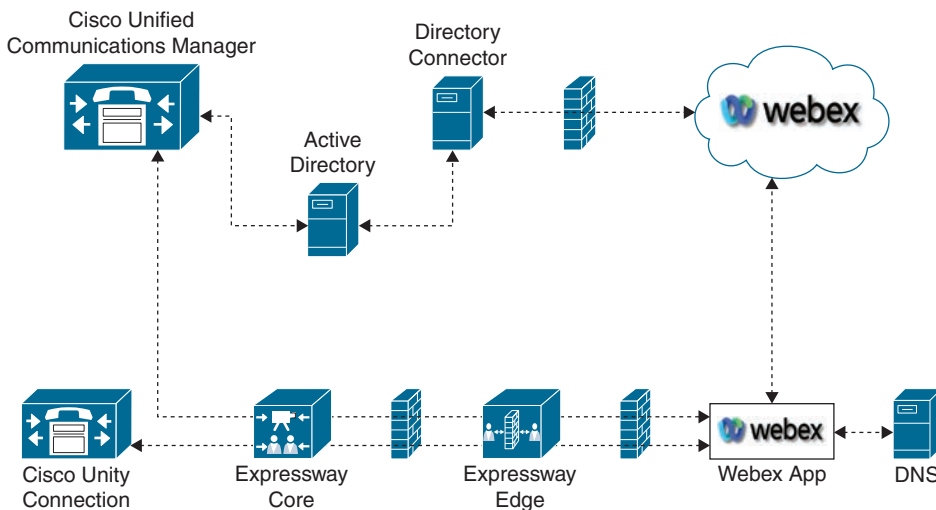 Cisco Unified
Communications Manager
Directory
Connector
webex
Active
Directory
webex
Cisco Unity
Connection
Expressway
Core
Expressway
Edge
Webex App
DNS